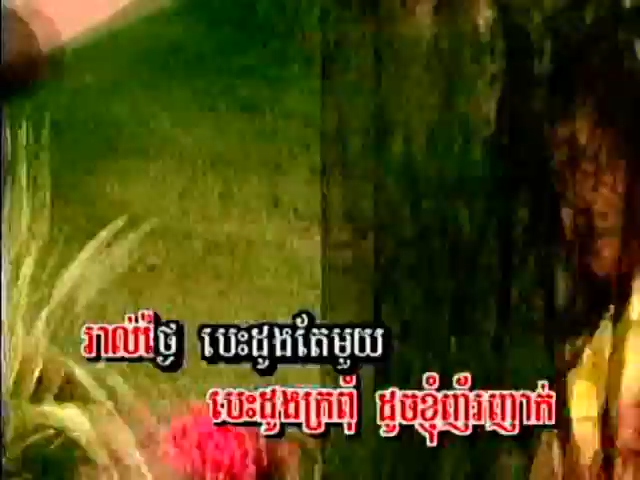 រាល់ថ្ងៃ បេះដូងតែមួយ
បេះដូងក្រពុំ ដូចខ្ញុំញ័រញាក់